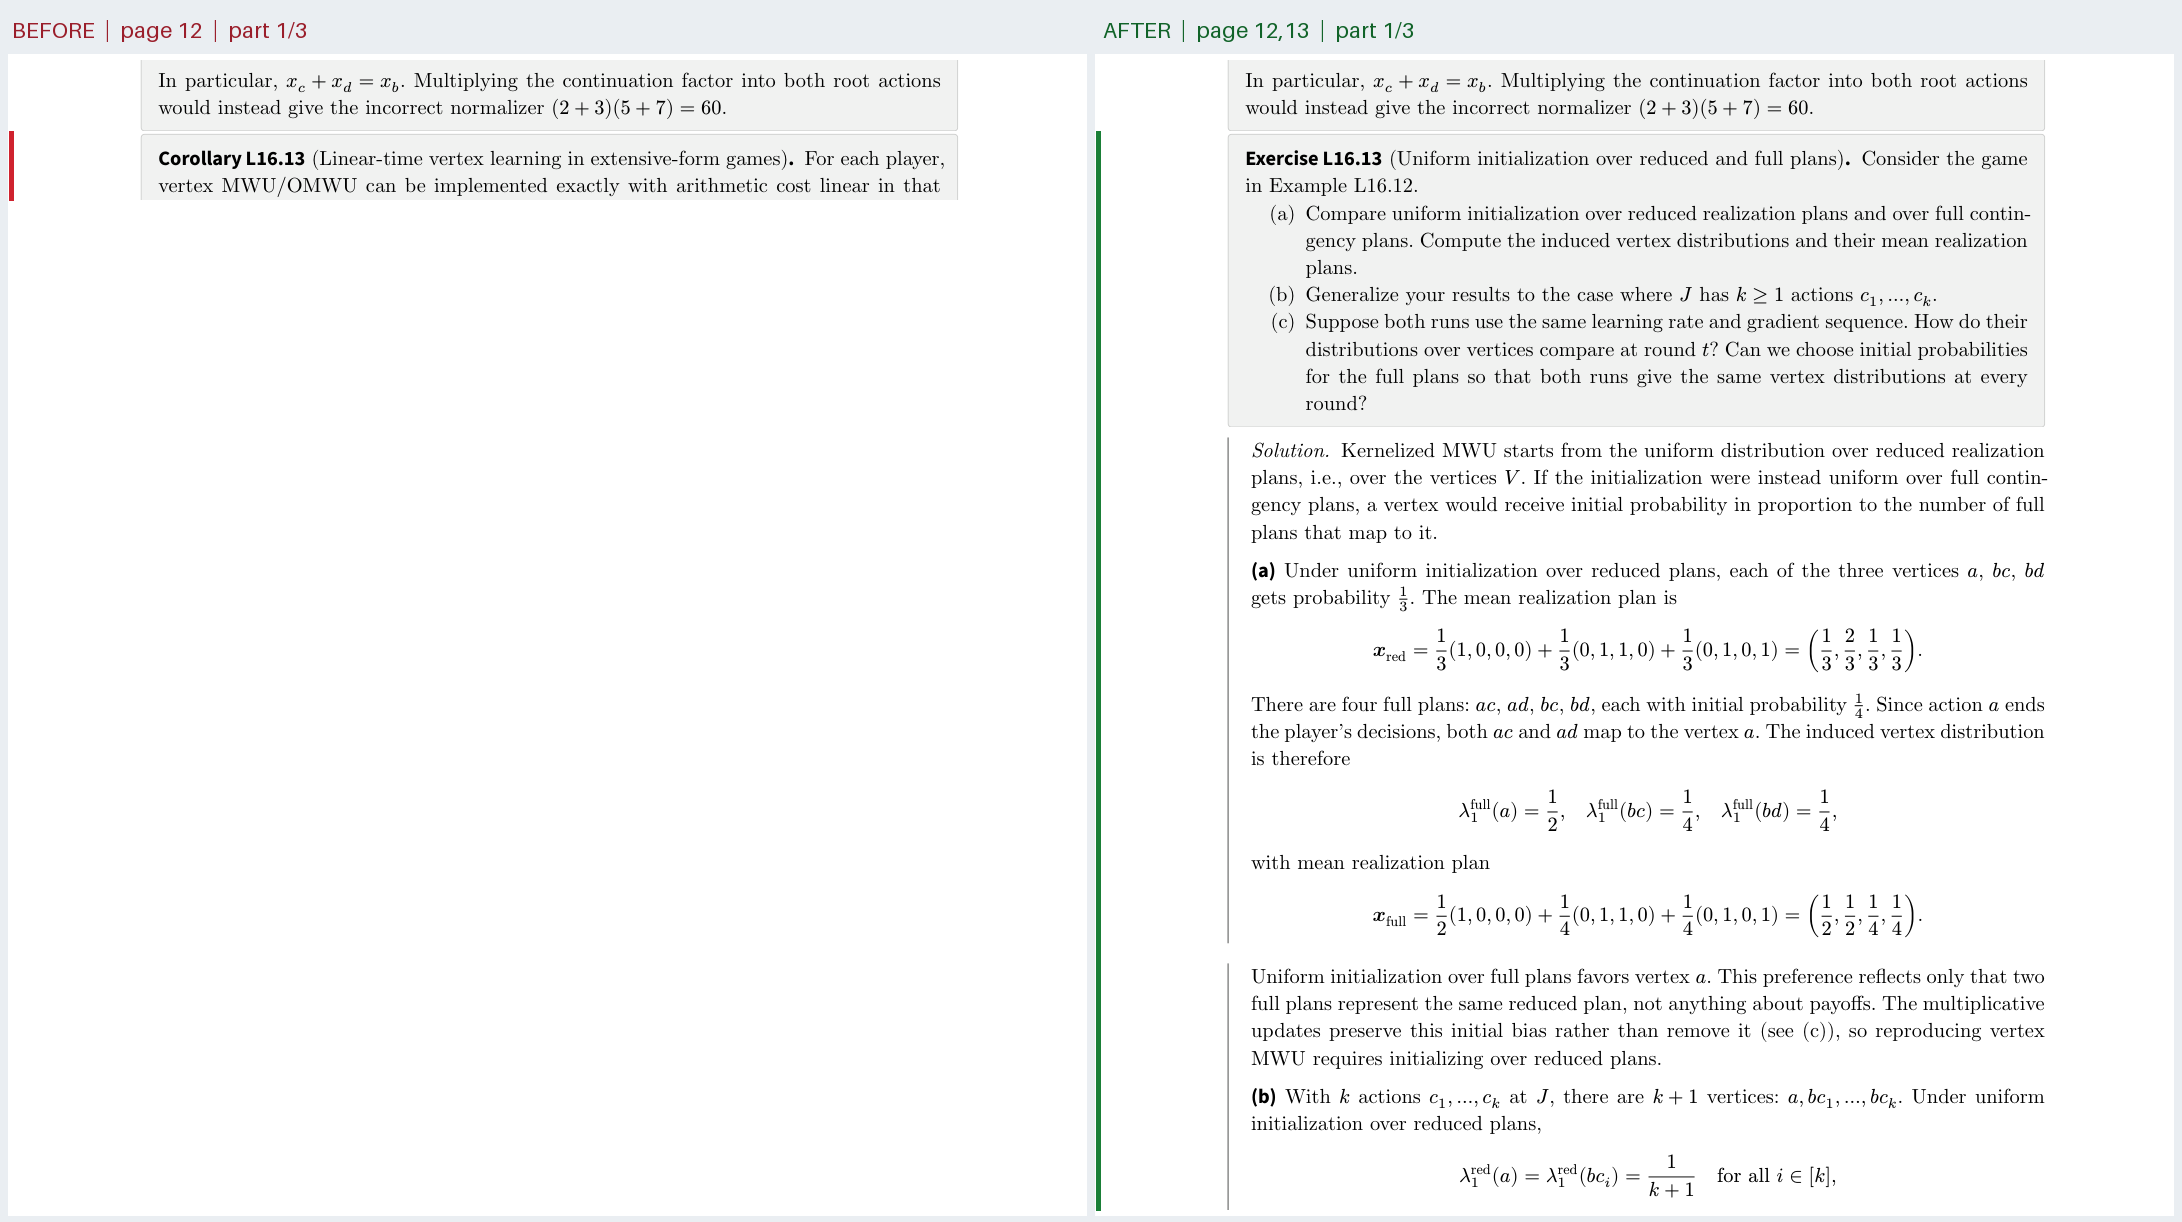 BEFORE | page 12 | part 1/3
In particular, x_c + x_d = x_b. Multiplying the continuation factor into both root actions
would instead give the incorrect normalizer (2 + 3)(5 + 7) = 60.
Corollary L16.13 (Linear-time vertex learning in extensive-form games). For each player,
vertex MWU/OMWU can be implemented exactly with arithmetic cost linear in that
AFTER | page 12,13 | part 1/3
In particular, x_c + x_d = x_b. Multiplying the continuation factor into both root actions
would instead give the incorrect normalizer (2 + 3)(5 + 7) = 60.
Exercise L16.13 (Uniform initialization over reduced and full plans). Consider the game
in Example L16.12.
(a) Compare uniform initialization over reduced realization plans and over full contin-
gency plans. Compute the induced vertex distributions and their mean realization
plans.
(b) Generalize your results to the case where J has k ≥ 1 actions c_1, ..., c_k.
(c) Suppose both runs use the same learning rate and gradient sequence. How do their
distributions over vertices compare at round t? Can we choose initial probabilities
for the full plans so that both runs give the same vertex distributions at every
round?
Solution. Kernelized MWU starts from the uniform distribution over reduced realization
plans, i.e., over the vertices V. If the initialization were instead uniform over full contin-
gency plans, a vertex would receive initial probability in proportion to the number of full
plans that map to it.
(a) Under uniform initialization over reduced plans, each of the three vertices a, bc, bd
gets probability 1/3. The mean realization plan is
x_red = 1/3(1, 0, 0, 0) + 1/3(0, 1, 1, 0) + 1/3(0, 1, 0, 1) = (1/3, 2/3, 1/3, 1/3).
There are four full plans: ac, ad, bc, bd, each with initial probability 1/4. Since action a ends
the player's decisions, both ac and ad map to the vertex a. The induced vertex distribution
is therefore
λ_1^full(a) = 1/2, λ_1^full(bc) = 1/4, λ_1^full(bd) = 1/4,
with mean realization plan
x_full = 1/2(1, 0, 0, 0) + 1/4(0, 1, 1, 0) + 1/4(0, 1, 0, 1) = (1/2, 1/2, 1/4, 1/4).
Uniform initialization over full plans favors vertex a. This preference reflects only that two
full plans represent the same reduced plan, not anything about payoffs. The multiplicative
updates preserve this initial bias rather than remove it (see (c)), so reproducing vertex
MWU requires initializing over reduced plans.
(b) With k actions c_1, ..., c_k at J, there are k + 1 vertices: a, bc_1, ..., bc_k. Under uniform
initialization over reduced plans,
λ_1^red(a) = λ_1^red(bc_i) = 1/(k + 1) for all i ∈ [k],